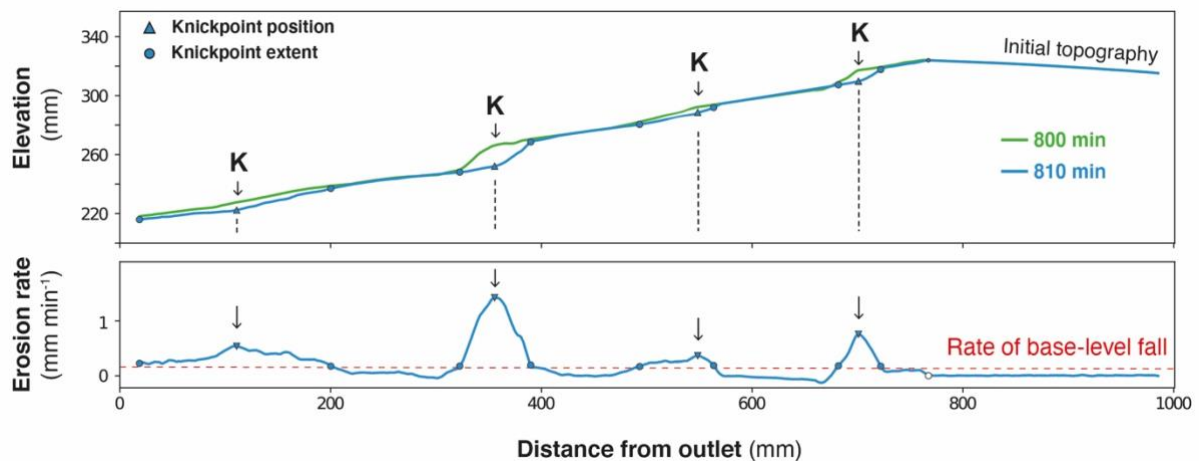 Knickpoint position
Knickpoint extent
Elevation
(mm)
340
300
260
220
K
K
K
K
Initial topography
800 min
810 min
Erosion rate
(mm min⁻¹)
1
0
Rate of base-level fall
0
200
400
600
800
1000
Distance from outlet (mm)